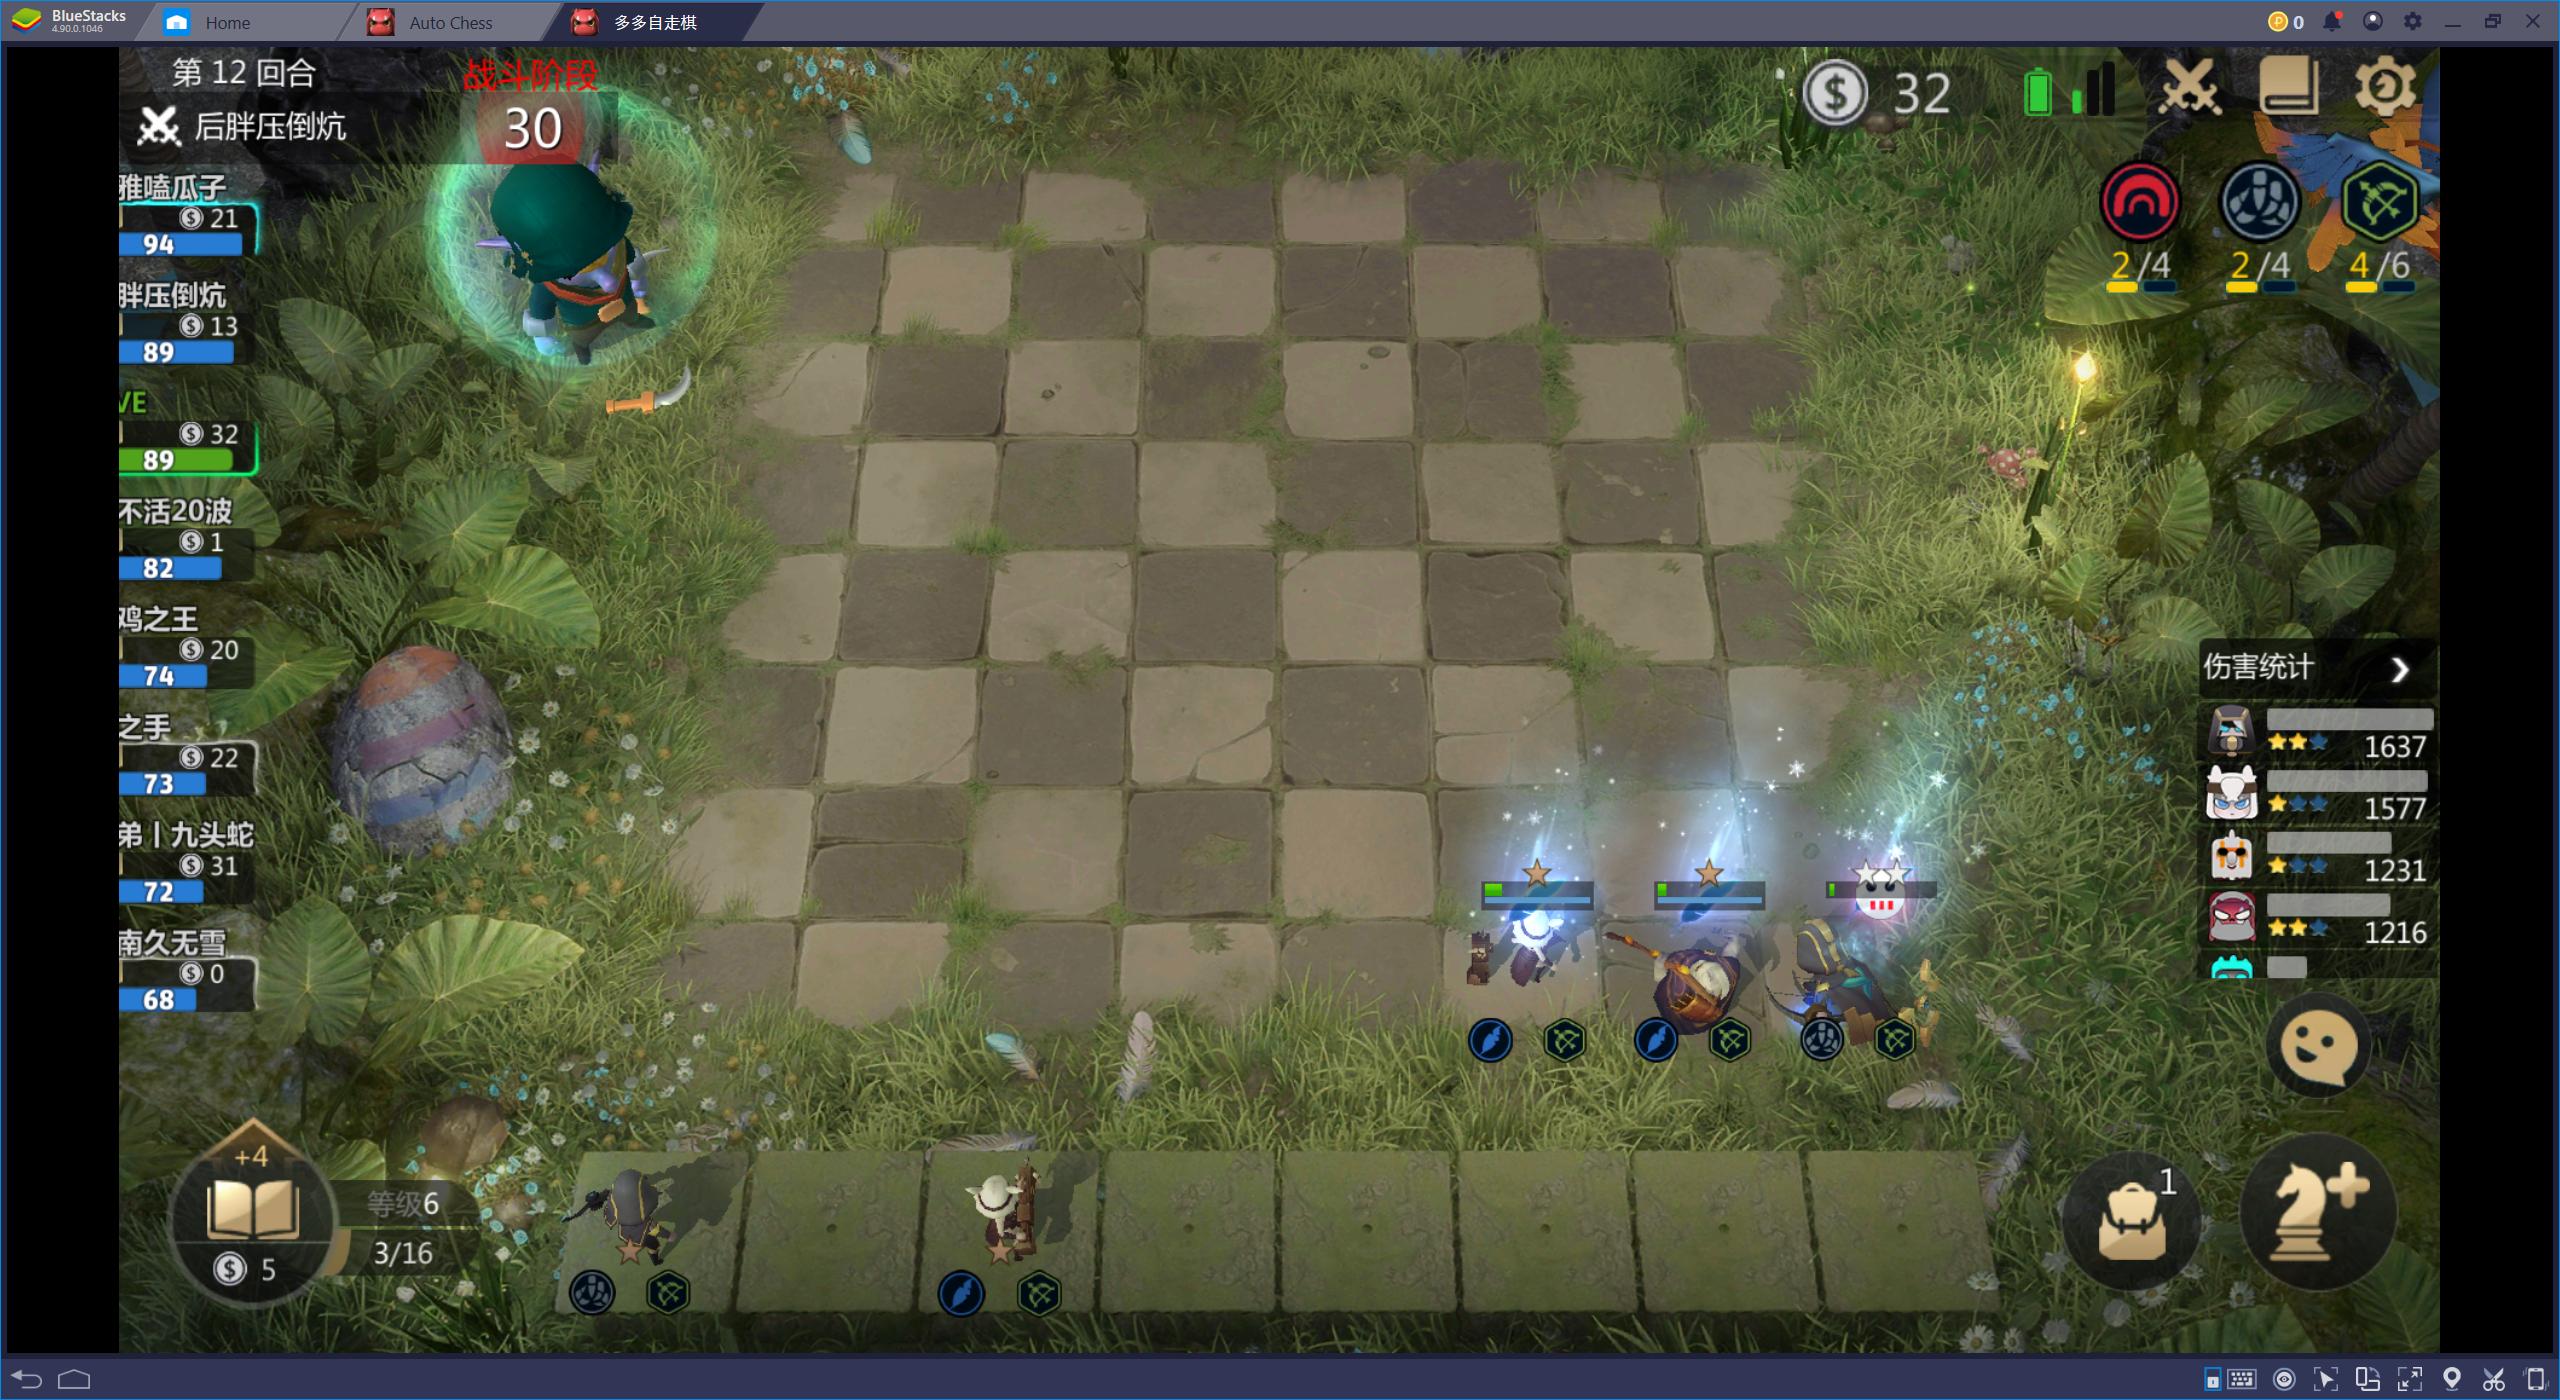 BlueStacks
4.90.0.1046
Home
Auto Chess
多多自走棋
0
第 12 回合
战斗阶段
后胖压倒炕
30
32
2/4
2/4
4/6
雅嗑瓜子
21
94
胖压倒炕
13
89
VE
32
89
不活20波
1
82
鸡之王
20
74
之手
22
73
弟丨九头蛇
31
72
南久无雪
0
68
伤害统计
1637
1577
1231
1216
+4
等级6
3/16
5
1